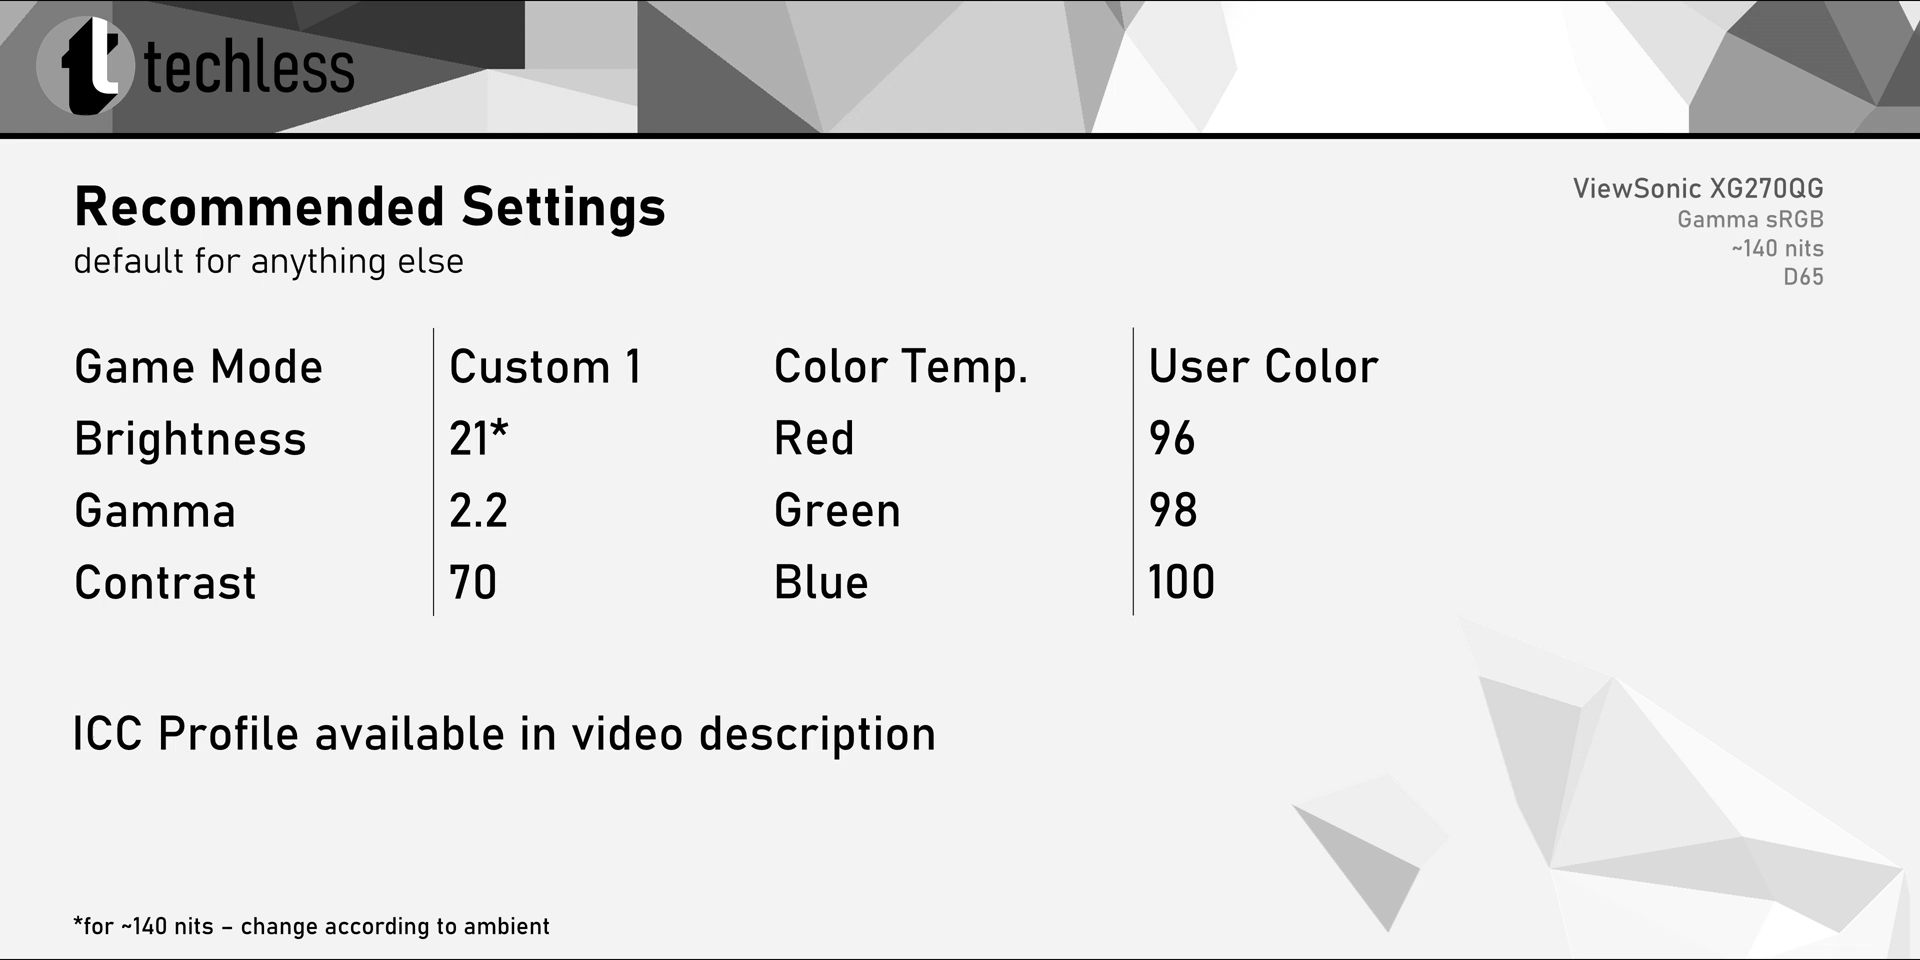 techless
Recommended Settings
default for anything else
ViewSonic XG270QG
Gamma sRGB
~140 nits
D65
Game Mode Custom 1 Color Temp. User Color
Brightness 21* Red 96
Gamma 2.2 Green 98
Contrast 70 Blue 100
ICC Profile available in video description
*for ~140 nits – change according to ambient